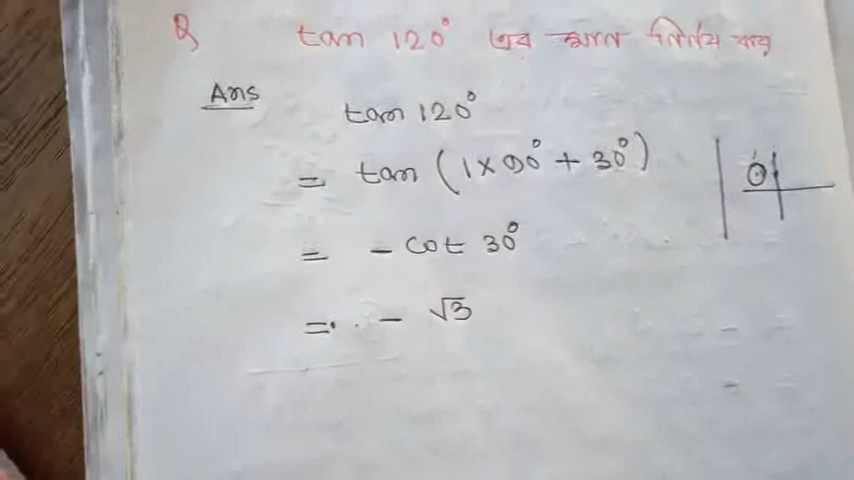 Q tan 120° এর মান নির্ণয় কর
Ans
tan 120°
= tan (1×90° + 30°)
= - cot 30°
= - √3